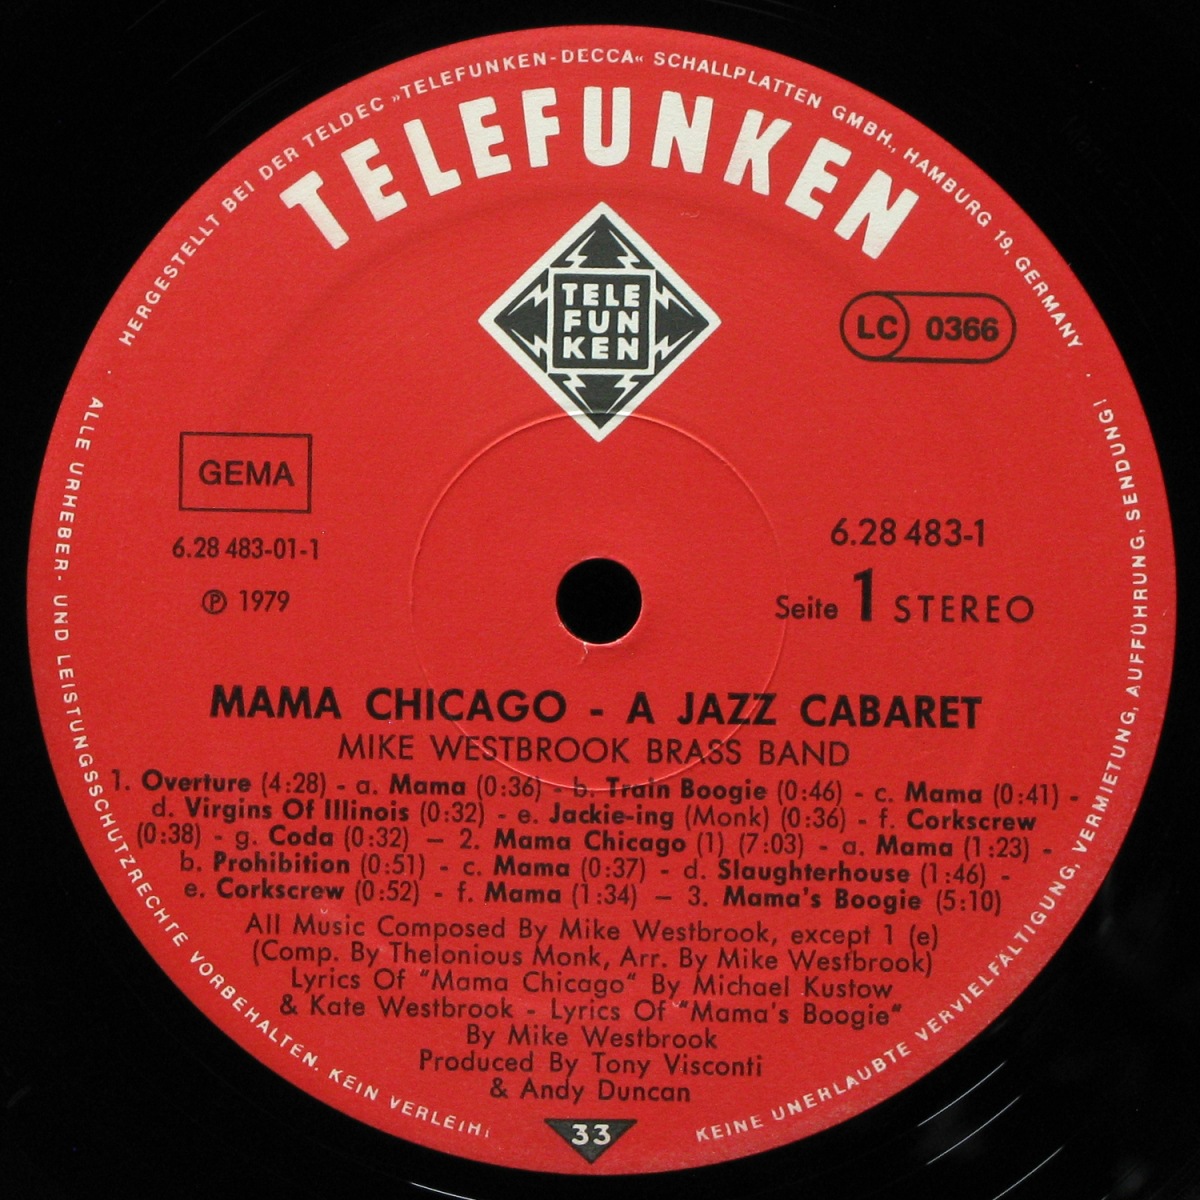 HERGESTELLT BEI DER TELDEC »TELEFUNKEN-DECCA« SCHALLPLATTEN GMBH., HAMBURG 19, GERMANY
TELEFUNKEN
TELE
FUN
KEN
LC 0366
GEMA
6.28 483-01-1
℗ 1979
6.28 483-1
Seite 1 STEREO
MAMA CHICAGO - A JAZZ CABARET
MIKE WESTBROOK BRASS BAND
1. Overture (4:28) - a. Mama (0:36) - b. Train Boogie (0:46) - c. Mama (0:41) -
d. Virgins Of Illinois (0:32) - e. Jackie-ing (Monk) (0:36) - f. Corkscrew
(0:38) - g. Coda (0:32) — 2. Mama Chicago (1) (7:03) - a. Mama (1:23) -
b. Prohibition (0:51) - c. Mama (0:37) - d. Slaughterhouse (1:46) -
e. Corkscrew (0:52) - f. Mama (1:34) — 3. Mama's Boogie (5:10)
All Music Composed By Mike Westbrook, except 1 (e)
(Comp. By Thelonious Monk, Arr. By Mike Westbrook)
Lyrics Of "Mama Chicago" By Michael Kustow
& Kate Westbrook - Lyrics Of "Mama's Boogie"
By Mike Westbrook
Produced By Tony Visconti
& Andy Duncan
33
ALLE URHEBER- UND LEISTUNGSSCHUTZRECHTE VORBEHALTEN. KEIN VERLEIH!
KEINE UNERLAUBTE VERVIELFÄLTIGUNG, VERMIETUNG, AUFFÜHRUNG, SENDUNG!